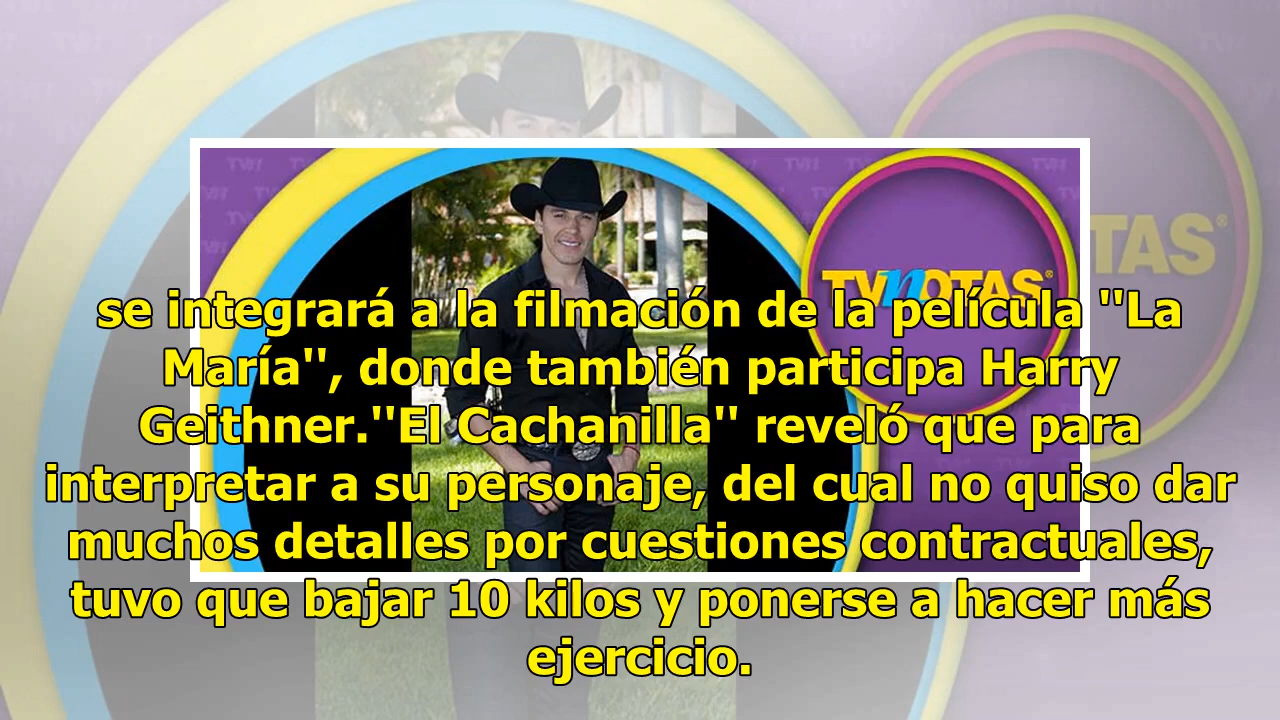 TVnOTAS®
TAS®
se integrará a la filmación de la película "La
María", donde también participa Harry
Geithner."El Cachanilla" reveló que para
interpretar a su personaje, del cual no quiso dar
muchos detalles por cuestiones contractuales,
tuvo que bajar 10 kilos y ponerse a hacer más
ejercicio.